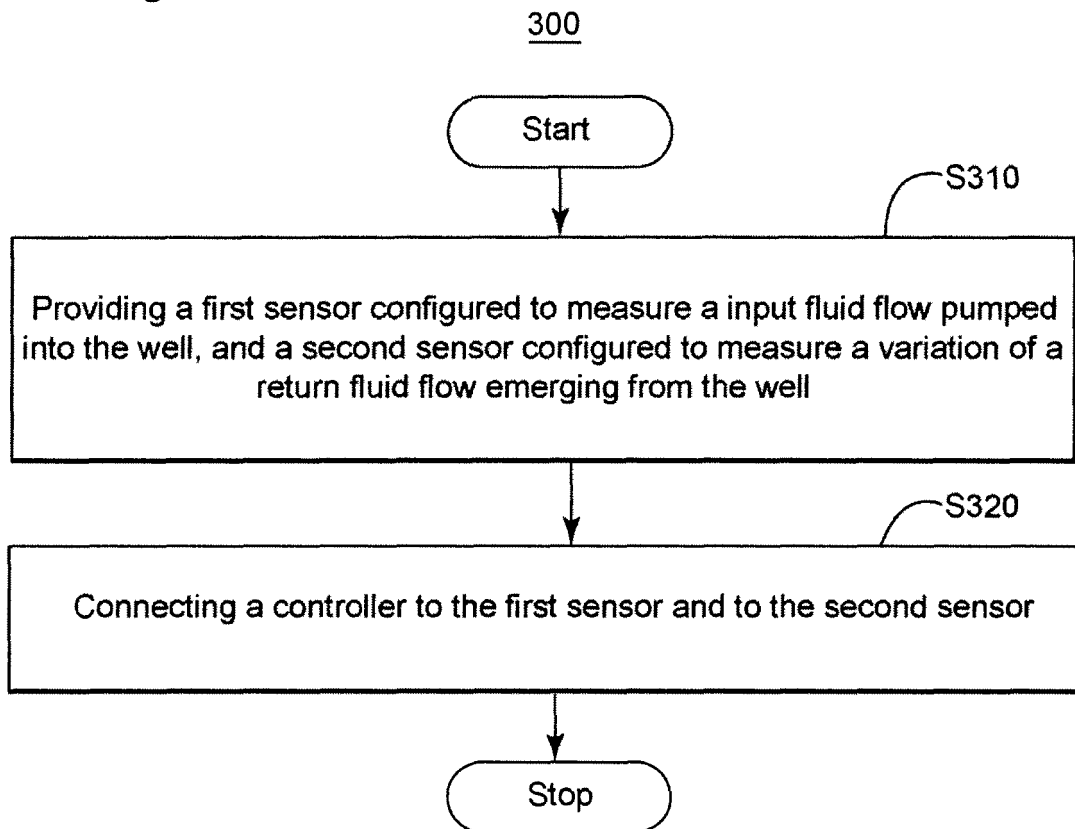 300
Start
S310
Providing a first sensor configured to measure a input fluid flow pumped
into the well, and a second sensor configured to measure a variation of a
return fluid flow emerging from the well
S320
Connecting a controller to the first sensor and to the second sensor
Stop